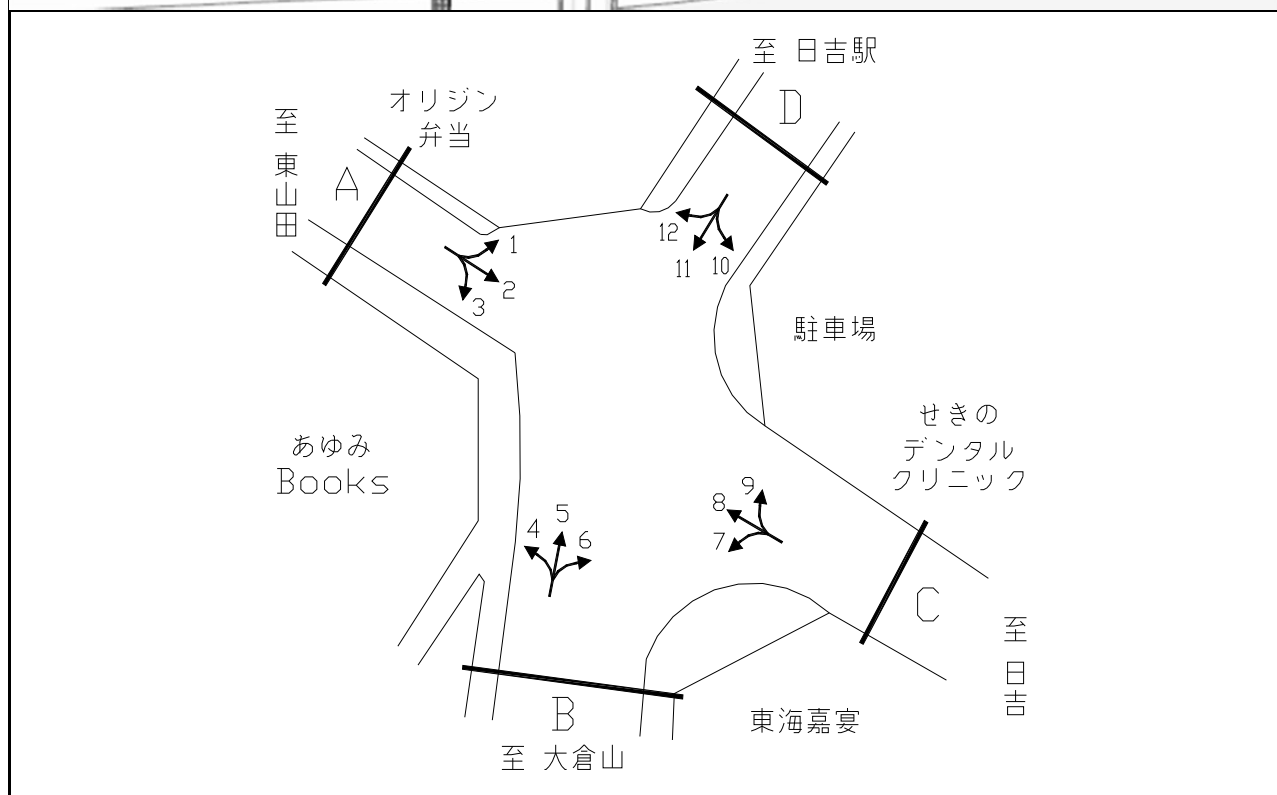 至 日吉駅
D
オリジン
弁当
至 東山田
A
1
2
3
12
11
10
駐車場
せきの
デンタル
クリニック
あゆみ
Books
4
5
6
9
8
7
C
至 日吉
B
至 大倉山
東海嘉宴